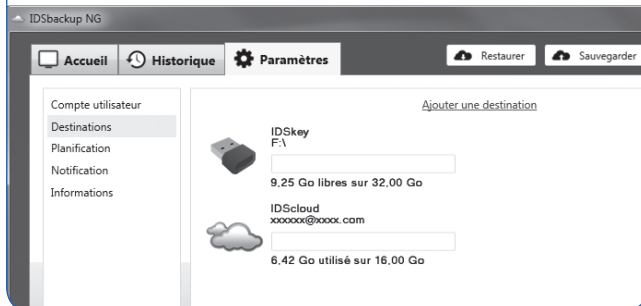 IDSbackup NG
Accueil Historique Paramètres Restaurer Sauvegarder
Compte utilisateur
Destinations
Planification
Notification
Informations
Ajouter une destination
IDSkey
F:\
9,25 Go libres sur 32,00 Go
IDScloud
xxxxxx@xxxx.com
6,42 Go utilisé sur 16,00 Go